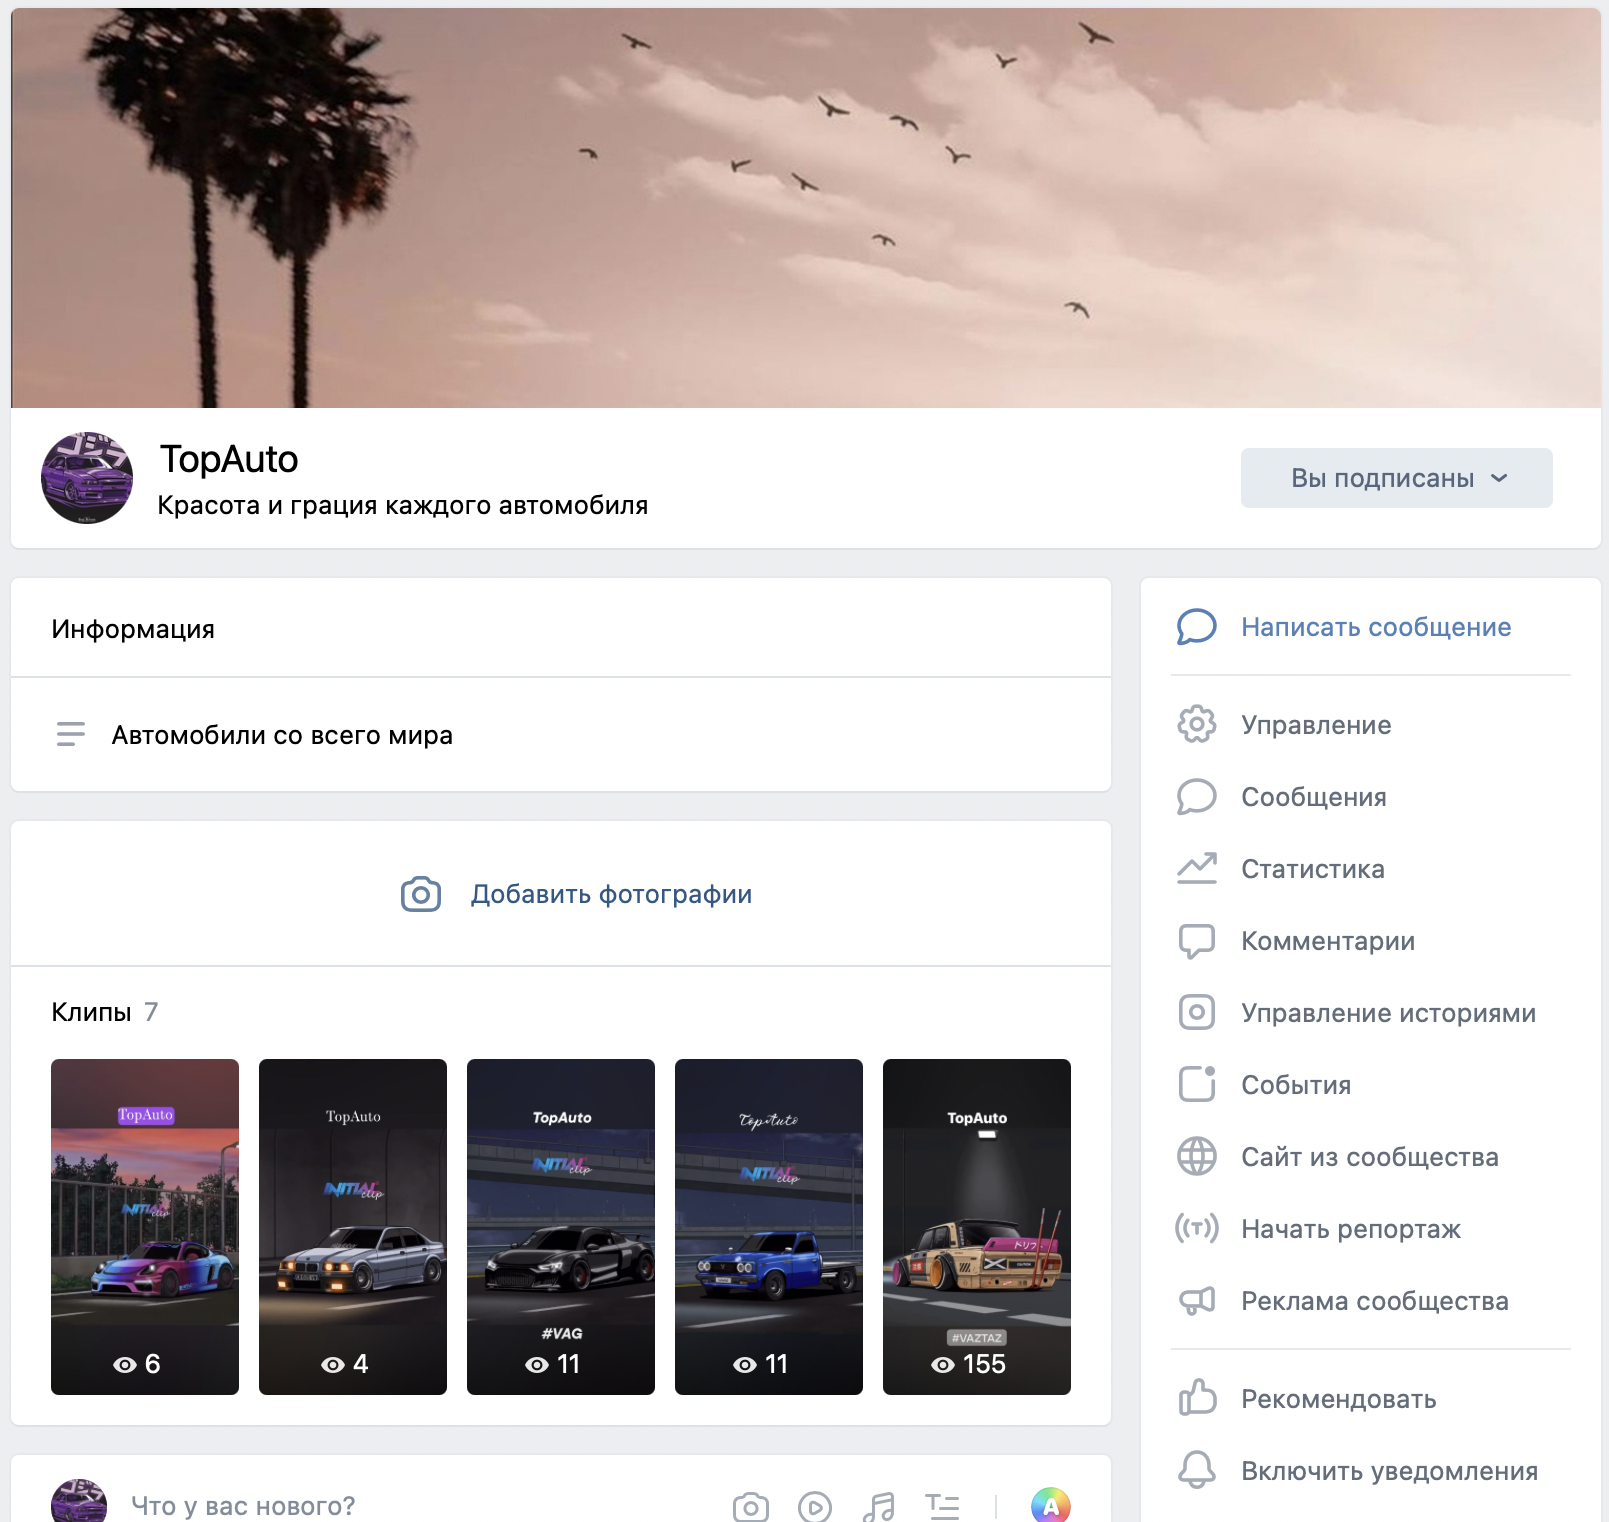 TopAuto
Красота и грация каждого автомобиля
Вы подписаны
Информация
Автомобили со всего мира
Добавить фотографии
Клипы 7
TopAuto
INITIAL clip
6
TopAuto
INITIAL clip
4
TopAuto
INITIAL clip
#VAG
11
TopAuto
INITIAL clip
11
TopAuto
#VAZTAZ
155
Что у вас нового?
A
Написать сообщение
Управление
Сообщения
Статистика
Комментарии
Управление историями
События
Сайт из сообщества
Начать репортаж
Реклама сообщества
Рекомендовать
Включить уведомления